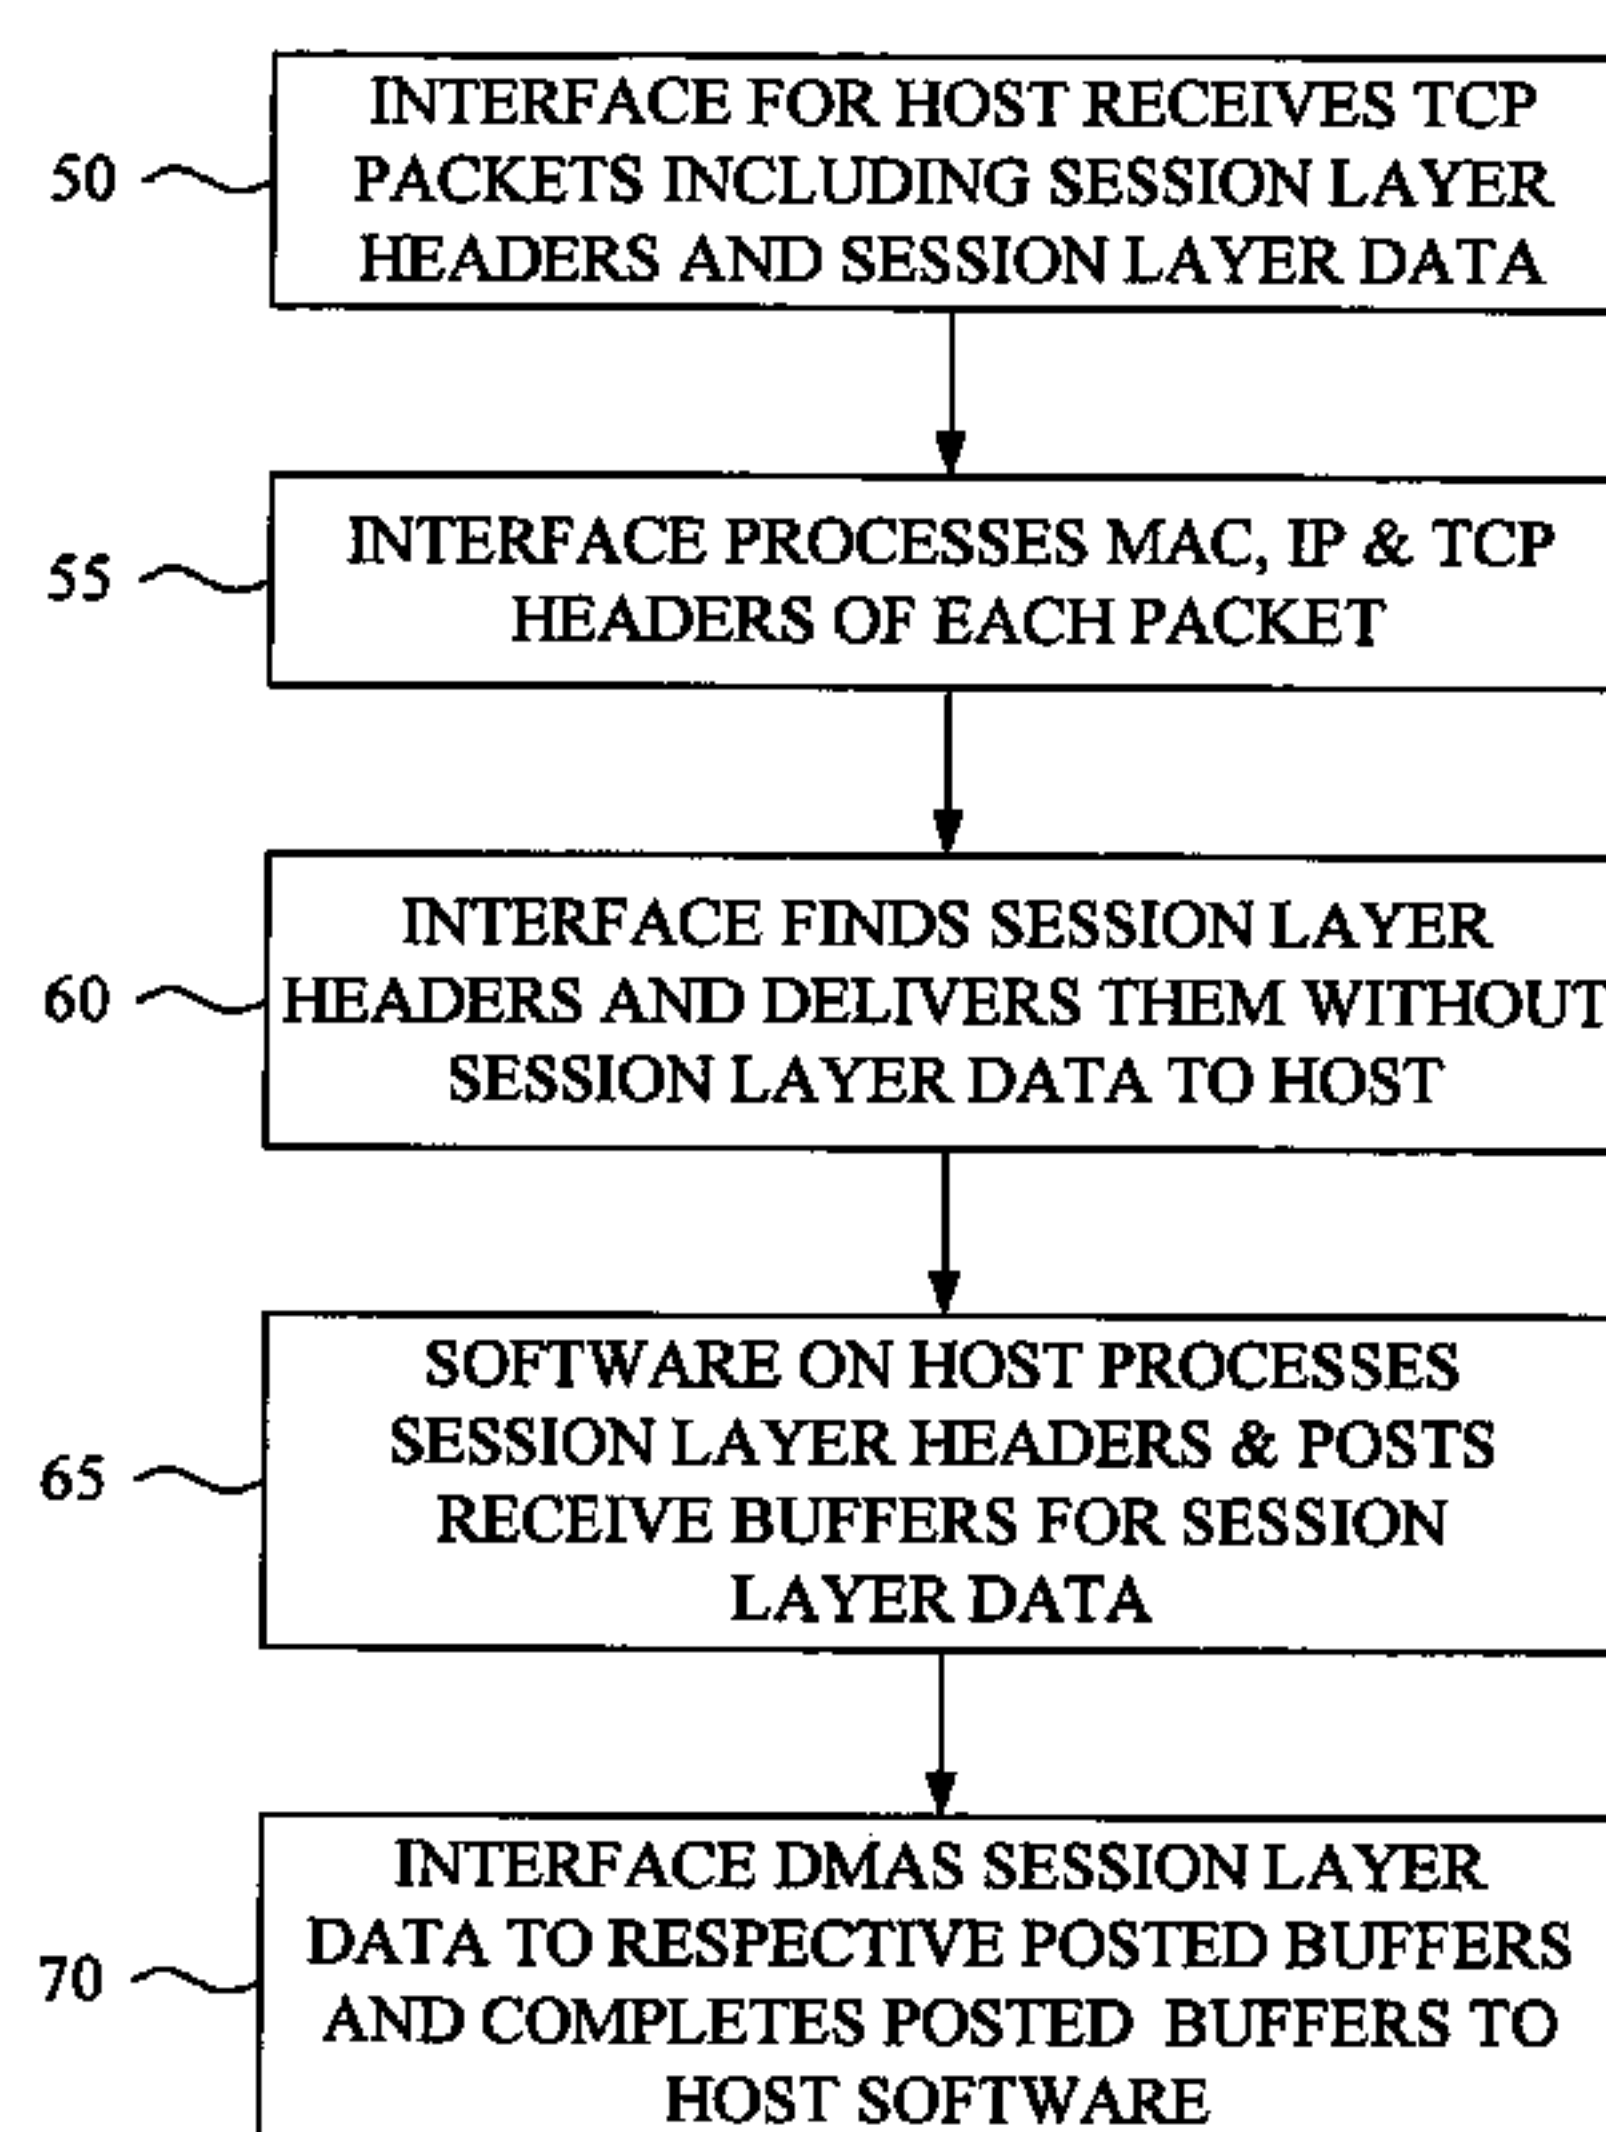 INTERFACE FOR HOST RECEIVES TCP
50 PACKETS INCLUDING SESSION LAYER
HEADERS AND SESSION LAYER DATA
INTERFACE PROCESSES MAC, IP & TCP
55
HEADERS OF EACH PACKET
INTERFACE FINDS SESSION LAYER
60 HEADERS AND DELIVERS THEM WITHOUT
SESSION LAYER DATA TO HOST
SOFTWARE ON HOST PROCESSES
SESSION LAYER HEADERS & POSTS
65
RECEIVE BUFFERS FOR SESSION
LAYER DATA
INTERFACE DMAS SESSION LAYER
DATA TO RESPECTIVE POSTED BUFFERS
70
AND COMPLETES POSTED BUFFERS TO
HOST SOFTWARE